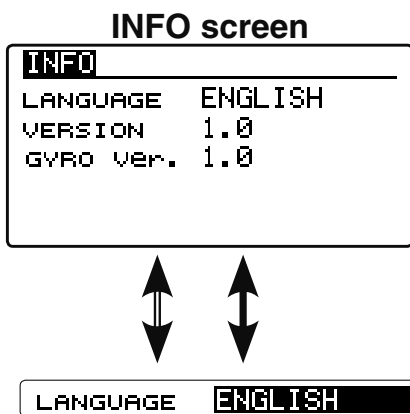 INFO screen
INFO
LANGUAGE ENGLISH
VERSION 1.0
GYRO Ver. 1.0
LANGUAGE ENGLISH